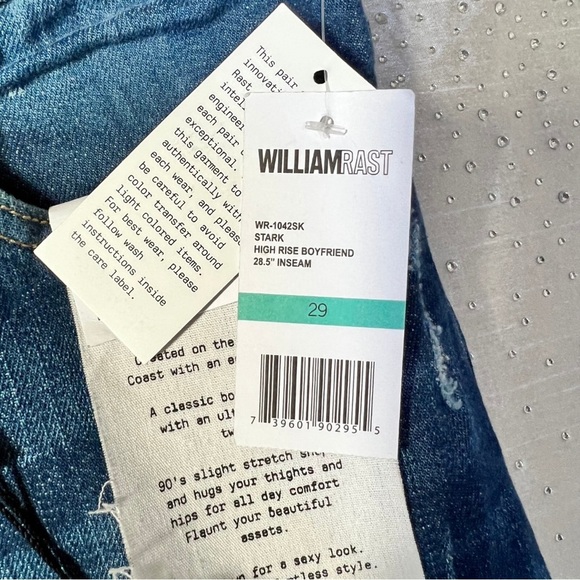 This pair
innovati
Rast
engineer
intel
each pair
exceptional
this garment to
authentically with
each wear, and please
be careful to avoid
color transfer around
light colored items.
For best wear, please
follow wash
instructions inside
the care label.
WILLIAMRAST
WR-1042SK
STARK
HIGH RISE BOYFRIEND
28.5" INSEAM
29
7 39601 90295 5
Created on the
Coast with an
A classic bo
with an ul
tw
90's slight stretch
and hugs your thights and
hips for all day comfort
Flaunt your beautiful
assets.
for a sexy look.
style.